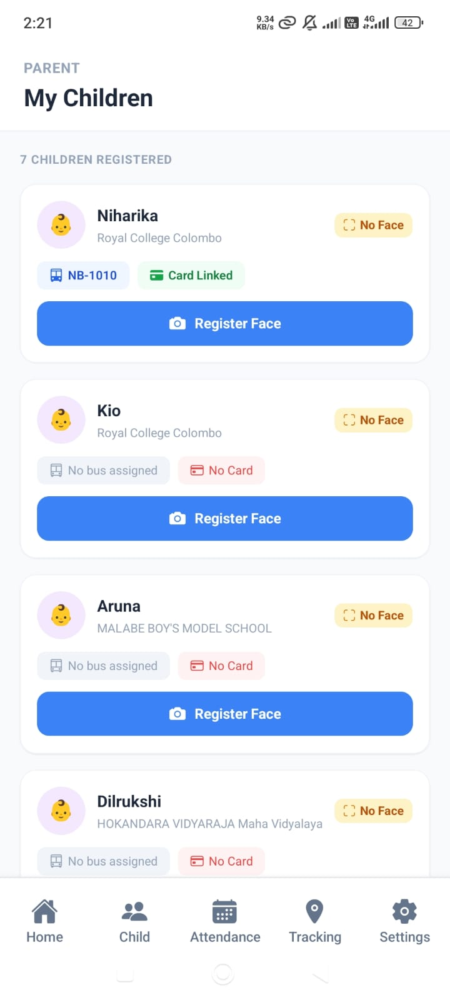 2:21
9.34 KB/s
Vo LTE
4G
42
PARENT
My Children
7 CHILDREN REGISTERED
Niharika
Royal College Colombo
No Face
NB-1010
Card Linked
Register Face
Kio
Royal College Colombo
No Face
No bus assigned
No Card
Register Face
Aruna
MALABE BOY'S MODEL SCHOOL
No Face
No bus assigned
No Card
Register Face
Dilrukshi
HOKANDARA VIDYARAJA Maha Vidyalaya
No Face
No bus assigned
No Card
Home
Child
Attendance
Tracking
Settings